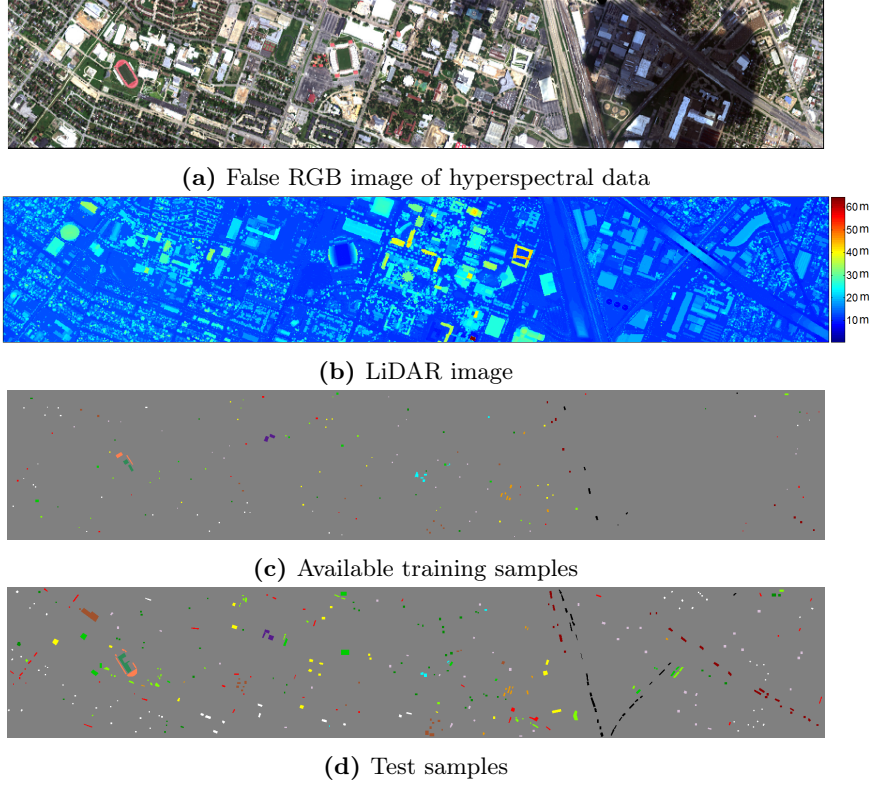 (a) False RGB image of hyperspectral data
60 m
50 m
40 m
30 m
20 m
10 m
(b) LiDAR image
(c) Available training samples
(d) Test samples